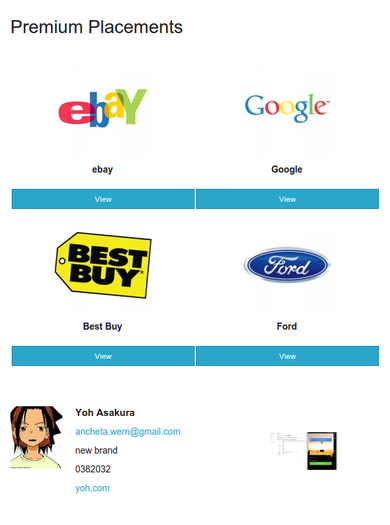 Premium Placements
ebaY
Google
ebay
Google
View
View
BEST
BUY
Ford
Best Buy
Ford
View
View
Yoh Asakura
ancheta.wern@gmail.com
new brand
0382032
yoh.com